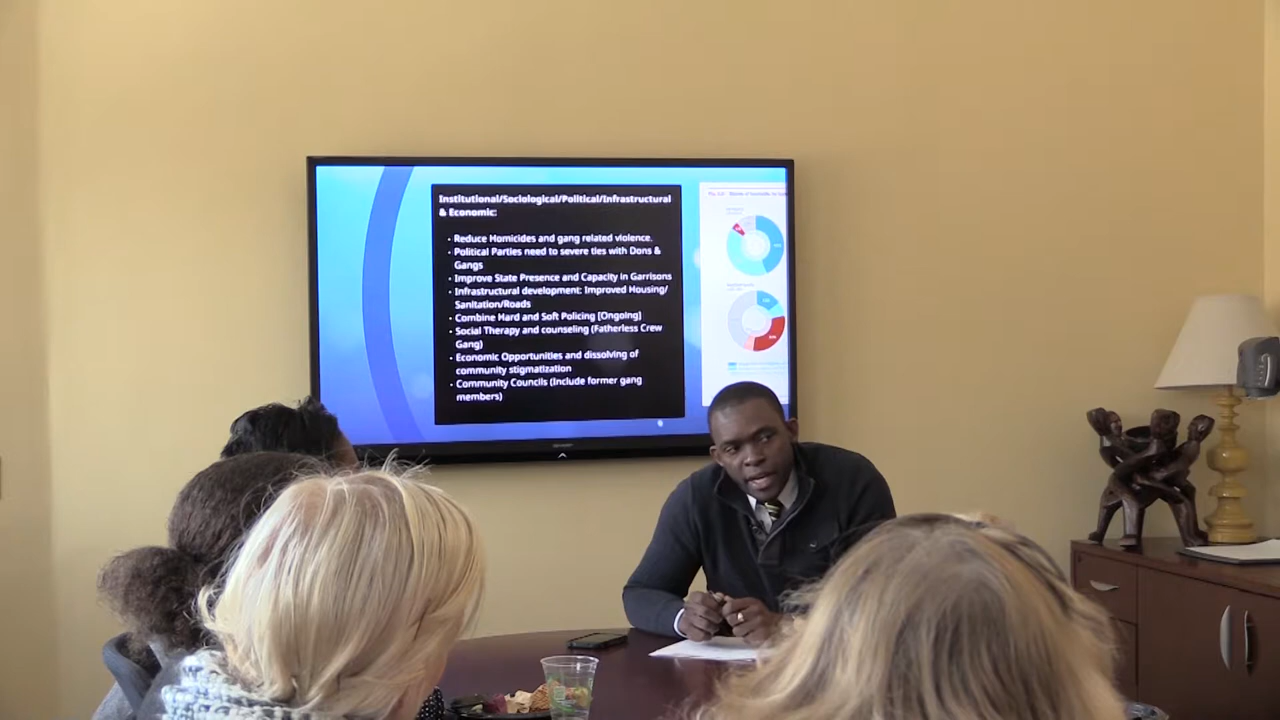 Institutional/Sociological/Political/Infrastructural
& Economic:
• Reduce Homicides and gang related violence.
• Political Parties need to severe ties with Dons &
Gangs
• Improve State Presence and Capacity in Garrisons
• Infrastructural development: Improved Housing/
Sanitation/Roads
• Combine Hard and Soft Policing [Ongoing]
• Social Therapy and counseling (Fatherless Crew
Gang)
• Economic Opportunities and dissolving of
community stigmatization
• Community Councils (Include former gang
members)